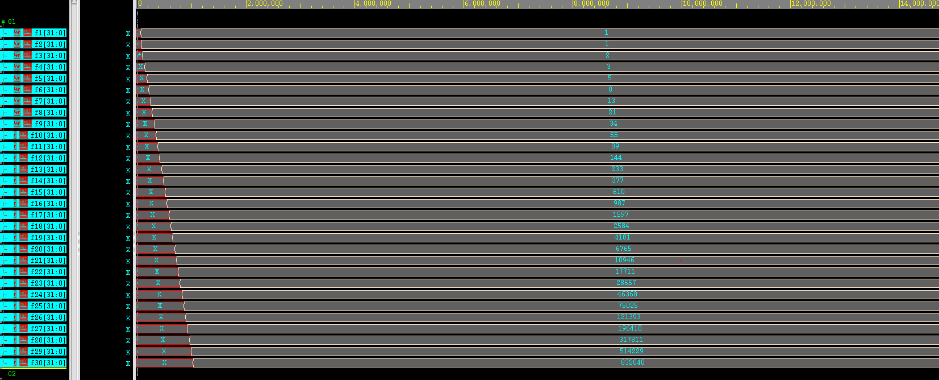 0 2,000,000 4,000,000 6,000,000 8,000,000 10,000,000 12,000,000 14,000,000
G1
f1[31:0] X 1
f2[31:0] X 1
f3[31:0] X 2
f4[31:0] X X 3
f5[31:0] X X 5
f6[31:0] X X 8
f7[31:0] X X 13
f8[31:0] X X 21
f9[31:0] X X 34
f10[31:0] X X 55
f11[31:0] X X 89
f12[31:0] X X 144
f13[31:0] X X 233
f14[31:0] X X 377
f15[31:0] X X 610
f16[31:0] X X 987
f17[31:0] X X 1597
f18[31:0] X X 2584
f19[31:0] X X 4181
f20[31:0] X X 6765
f21[31:0] X X 10946
f22[31:0] X X 17711
f23[31:0] X X 28657
f24[31:0] X X 46368
f25[31:0] X X 75025
f26[31:0] X X 121393
f27[31:0] X X 196418
f28[31:0] X X 317811
f29[31:0] X X 514229
f30[31:0] X X 832040
G2